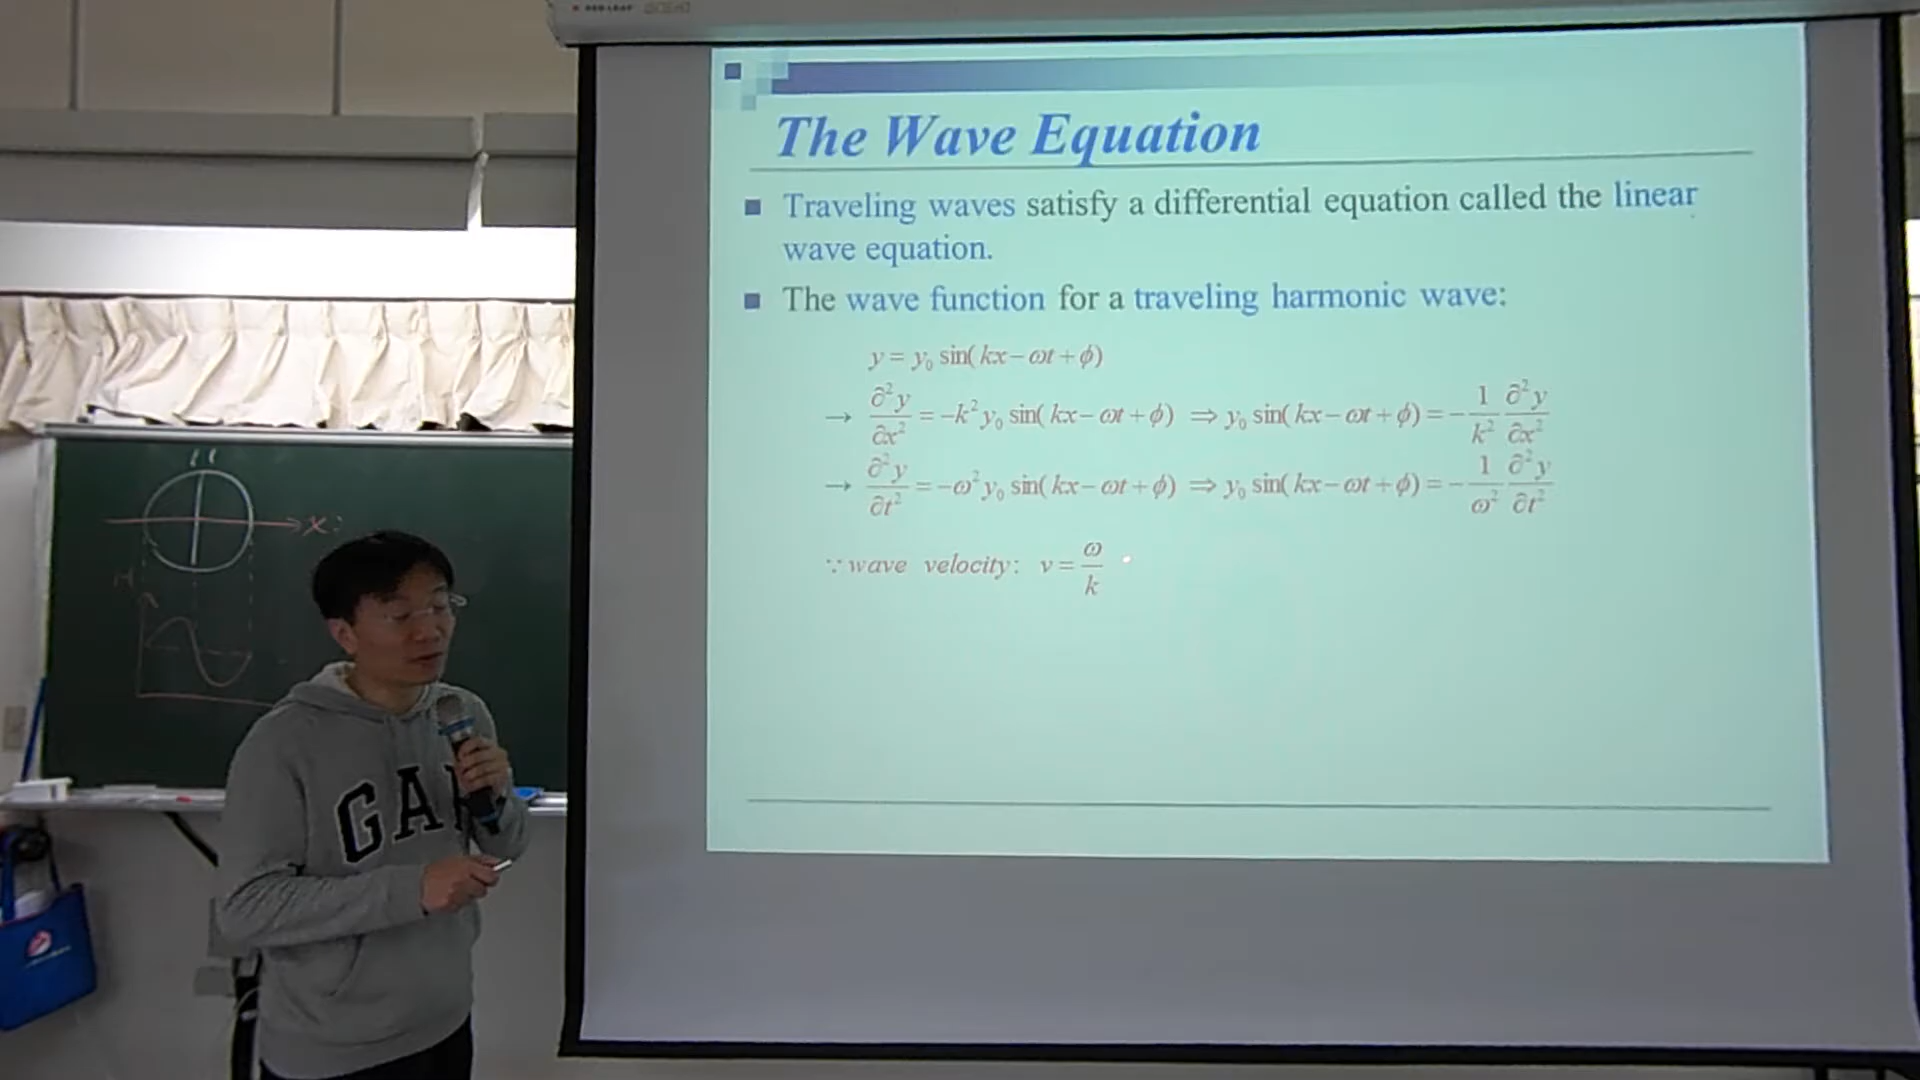 The Wave Equation
Traveling waves satisfy a differential equation called the linear
wave equation.
The wave function for a traveling harmonic wave:
y = y₀ sin( kx − ωt + ϕ)
→ ∂²y/∂x² = −k² y₀ sin( kx − ωt + ϕ) ⇒ y₀ sin( kx − ωt + ϕ) = − 1/k² ∂²y/∂x²
→ ∂²y/∂t² = −ω² y₀ sin( kx − ωt + ϕ) ⇒ y₀ sin( kx − ωt + ϕ) = − 1/ω² ∂²y/∂t²
∵ wave velocity: v = ω/k
x
GA